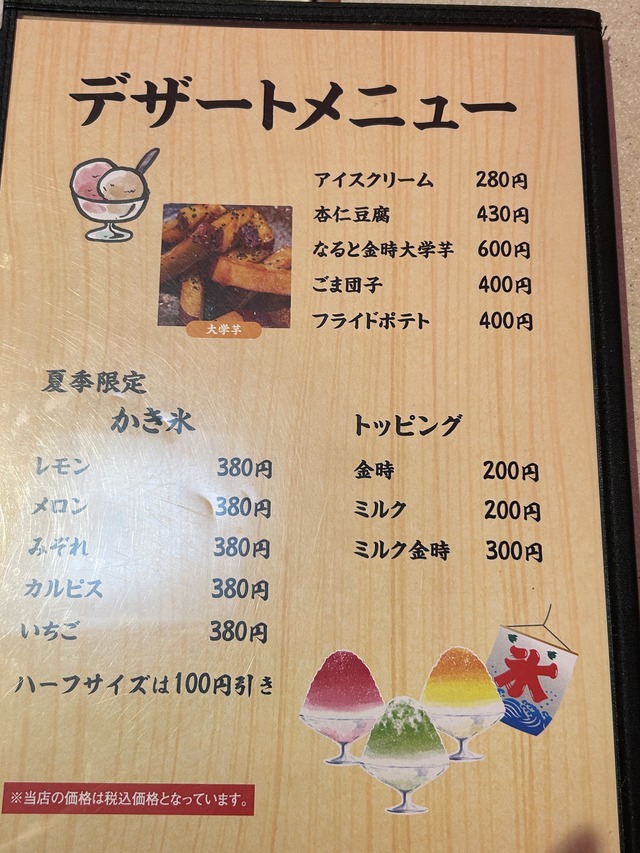 デザートメニュー
アイスクリーム 280円
杏仁豆腐 430円
なると金時大学芋 600円
ごま団子 400円
フライドポテト 400円
大学芋
夏季限定
かき氷
レモン 380円
メロン 380円
みぞれ 380円
カルピス 380円
いちご 380円
ハーフサイズは100円引き
トッピング
金時 200円
ミルク 200円
ミルク金時 300円
氷
※当店の価格は税込価格となっています。